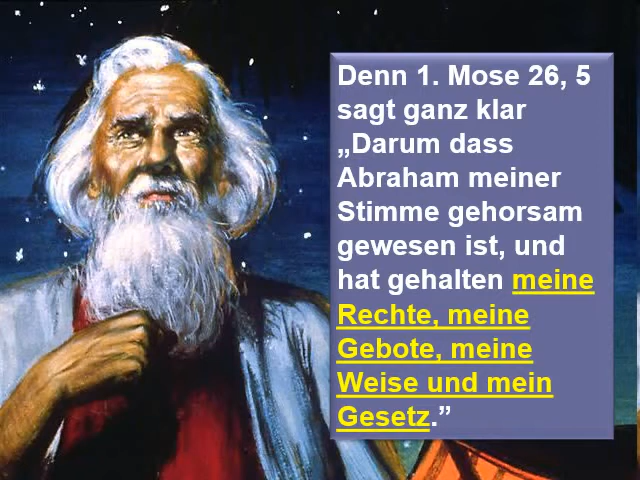 Denn 1. Mose 26, 5
sagt ganz klar
„Darum dass
Abraham meiner
Stimme gehorsam
gewesen ist, und
hat gehalten meine
Rechte, meine
Gebote, meine
Weise und mein
Gesetz.”